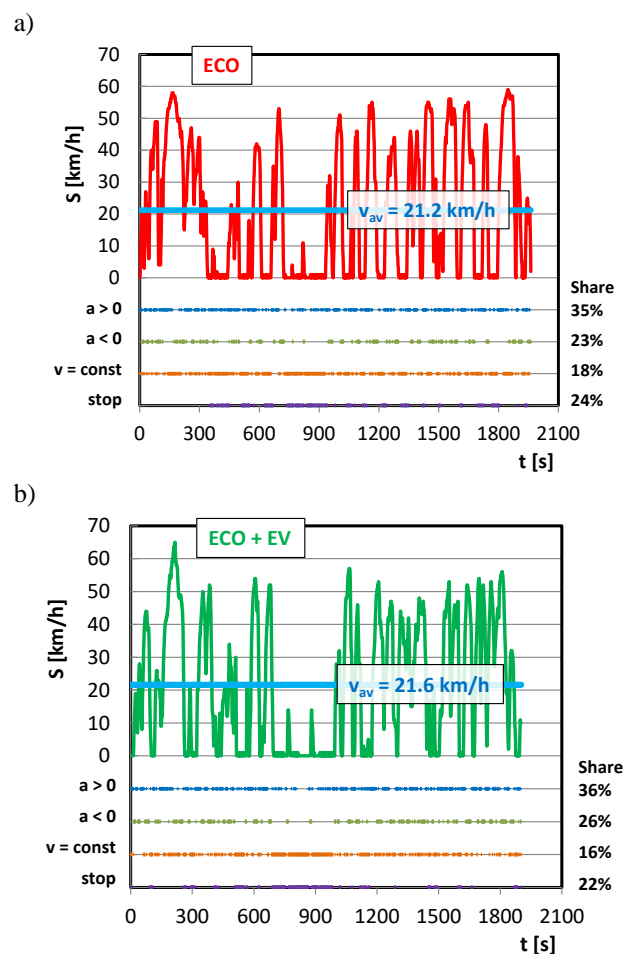 a)
ECO
70
60
50
40
30
20
10
0
S [km/h]
v_av = 21.2 km/h
Share
a > 0 35%
a < 0 23%
v = const 18%
stop 24%
0 300 600 900 1200 1500 1800 2100
t [s]
b)
ECO + EV
70
60
50
40
30
20
10
0
S [km/h]
v_av = 21.6 km/h
Share
a > 0 36%
a < 0 26%
v = const 16%
stop 22%
0 300 600 900 1200 1500 1800 2100
t [s]